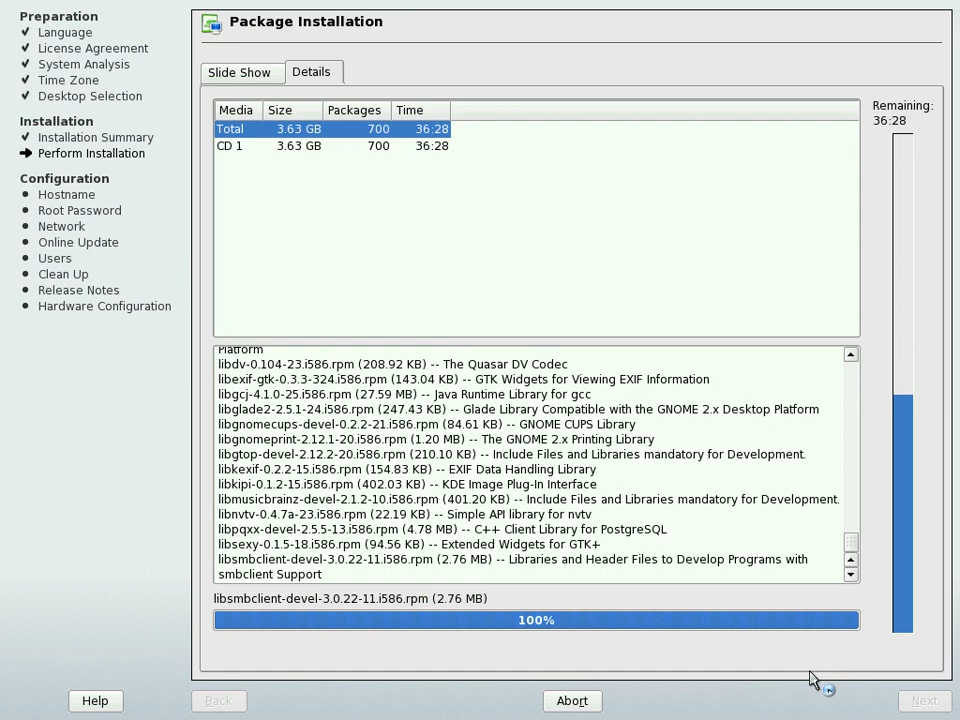 Preparation
Language
License Agreement
System Analysis
Time Zone
Desktop Selection
Installation
Installation Summary
Perform Installation
Configuration
Hostname
Root Password
Network
Online Update
Users
Clean Up
Release Notes
Hardware Configuration
Package Installation
Slide Show
Details
Media Size Packages Time
Total 3.63 GB 700 36:28
CD 1 3.63 GB 700 36:28
Remaining:
36:28
Platform
libdv-0.104-23.i586.rpm (208.92 KB) -- The Quasar DV Codec
libexif-gtk-0.3.3-324.i586.rpm (143.04 KB) -- GTK Widgets for Viewing EXIF Information
libgcj-4.1.0-25.i586.rpm (27.59 MB) -- Java Runtime Library for gcc
libglade2-2.5.1-24.i586.rpm (247.43 KB) -- Glade Library Compatible with the GNOME 2.x Desktop Platform
libgnomecups-devel-0.2.2-21.i586.rpm (84.61 KB) -- GNOME CUPS Library
libgnomeprint-2.12.1-20.i586.rpm (1.20 MB) -- The GNOME 2.x Printing Library
libgtop-devel-2.12.2-20.i586.rpm (210.10 KB) -- Include Files and Libraries mandatory for Development.
libkexif-0.2.2-15.i586.rpm (154.83 KB) -- EXIF Data Handling Library
libkipi-0.1.2-15.i586.rpm (402.03 KB) -- KDE Image Plug-In Interface
libmusicbrainz-devel-2.1.2-10.i586.rpm (401.20 KB) -- Include Files and Libraries mandatory for Development.
libnvtv-0.4.7a-23.i586.rpm (22.19 KB) -- Simple API library for nvtv
libpqxx-devel-2.5.5-13.i586.rpm (4.78 MB) -- C++ Client Library for PostgreSQL
libsexy-0.1.5-18.i586.rpm (94.56 KB) -- Extended Widgets for GTK+
libsmbclient-devel-3.0.22-11.i586.rpm (2.76 MB) -- Libraries and Header Files to Develop Programs with
smbclient Support
libsmbclient-devel-3.0.22-11.i586.rpm (2.76 MB)
100%
Help
Back
Abort
Next